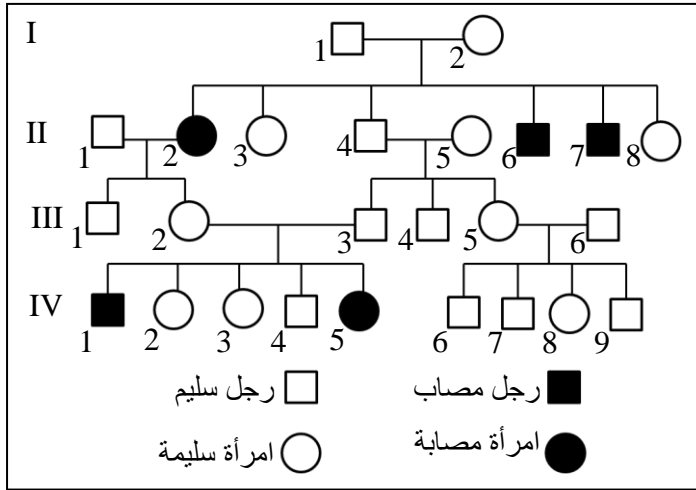 I
1 2
II
1 2 3 4 5 6 7 8
III
1 2 3 4 5 6
IV
1 2 3 4 5 6 7 8 9
رجل سليم رجل مصاب
امرأة سليمة امرأة مصابة